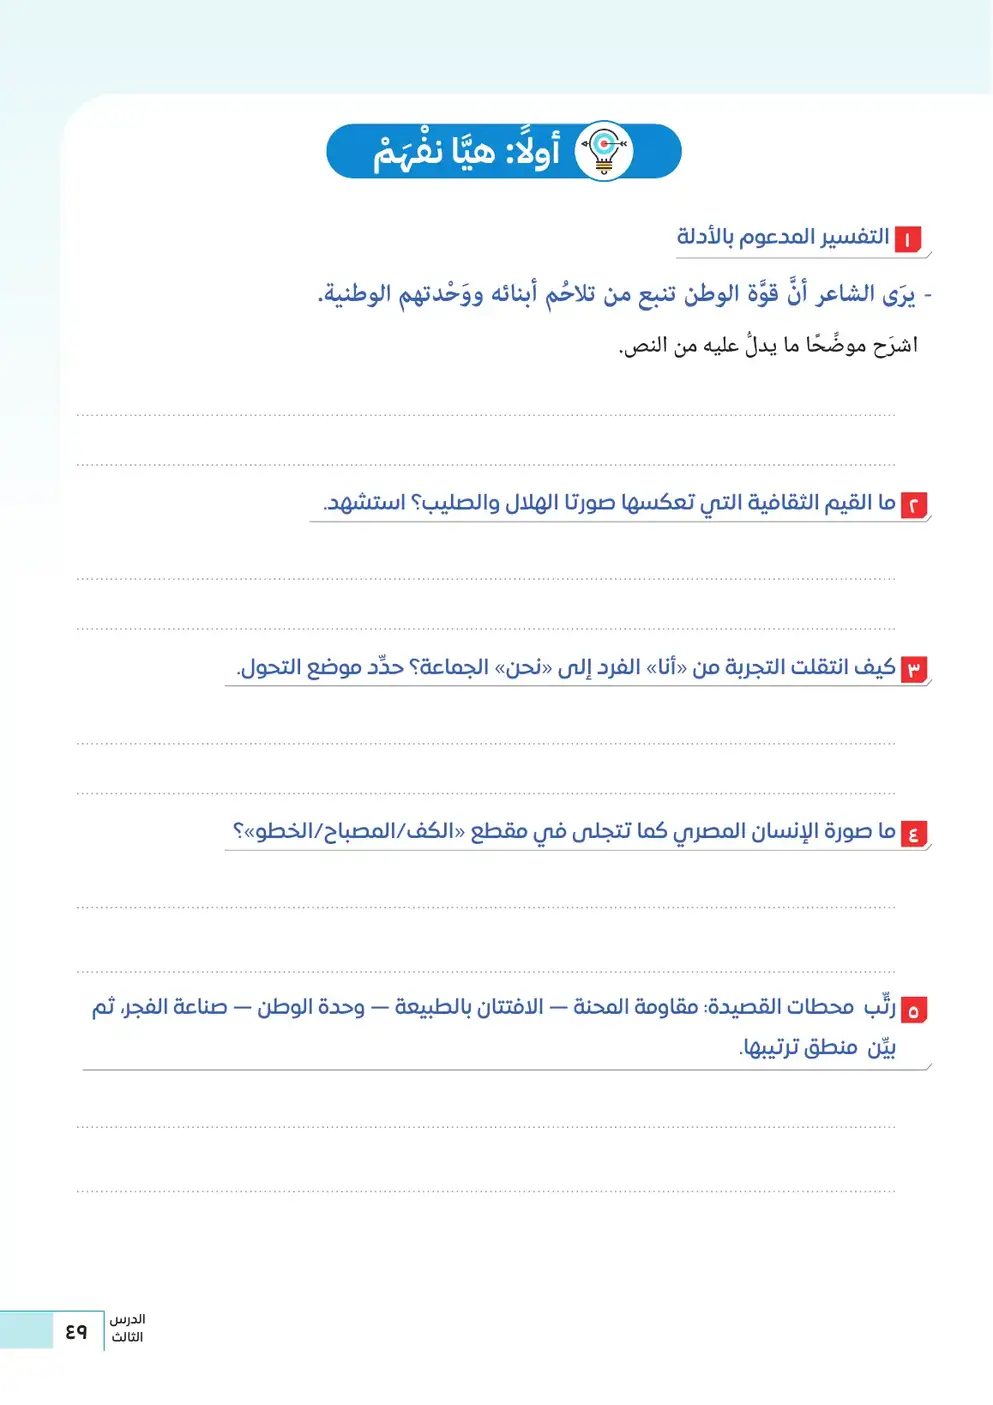 أولًا: هيَّا نفْهَمْ
١ التفسير المدعوم بالأدلة
- يرَى الشاعر أنَّ قوَّة الوطن تنبع من تلاحُم أبنائه ووَحْدتهم الوطنية.
اشرَح موضًحًا ما يدلُّ عليه من النص.
٢ ما القيم الثقافية التي تعكسها صورتا الهلال والصليب؟ استشهد.
٣ كيف انتقلت التجربة من «أنا» الفرد إلى «نحن» الجماعة؟ حدِّد موضع التحول.
٤ ما صورة الإنسان المصري كما تتجلى في مقطع «الكف/المصباح/الخطو»؟
٥ رتِّب محطات القصيدة: مقاومة المحنة — الافتتان بالطبيعة — وحدة الوطن — صناعة الفجر، ثم
بيِّن منطق ترتيبها.
الدرس
الثالث
٤٩